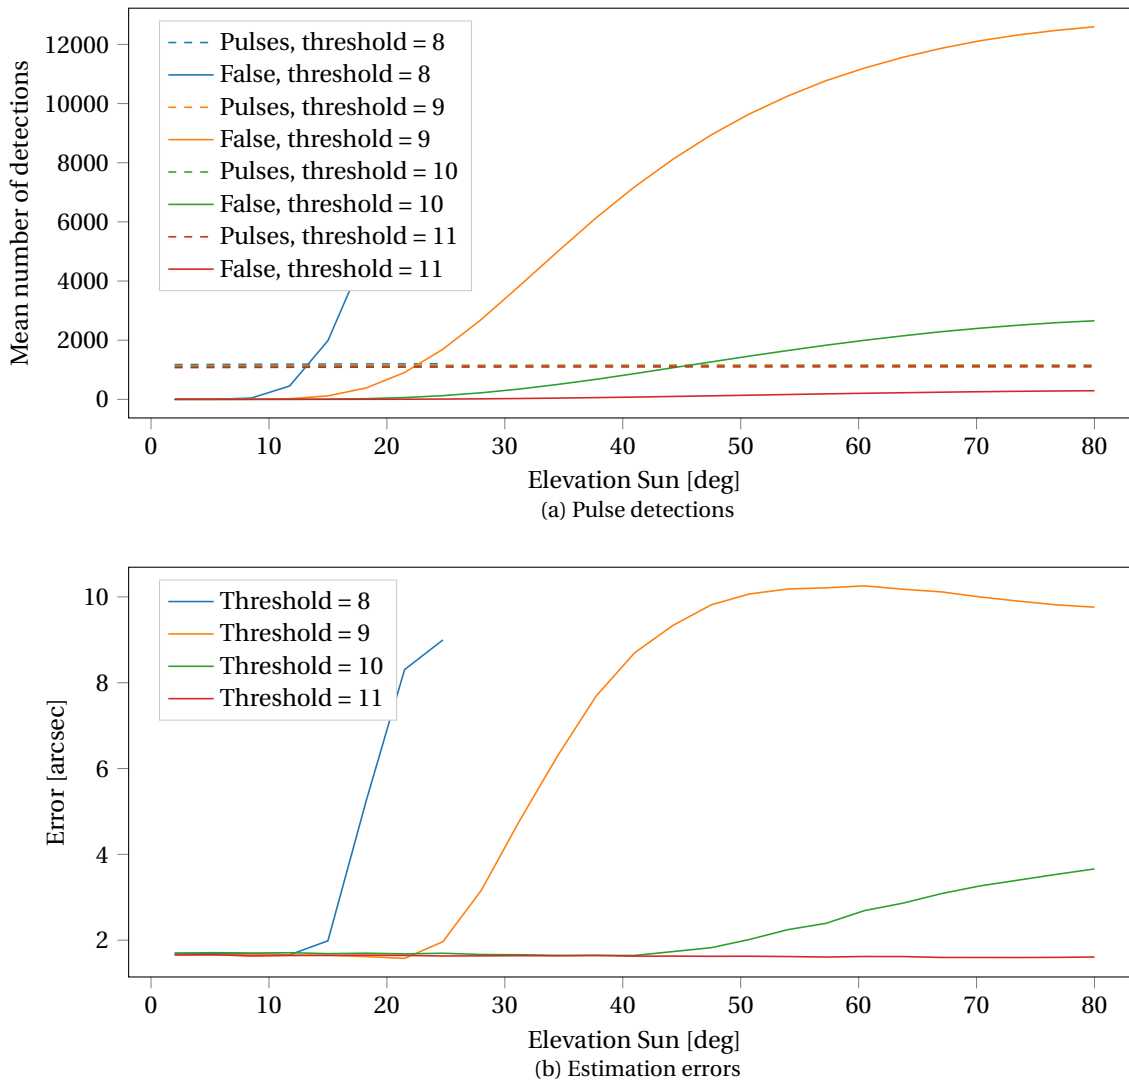 12000
10000
8000
6000
4000
2000
0
Mean number of detections
Pulses, threshold = 8
False, threshold = 8
Pulses, threshold = 9
False, threshold = 9
Pulses, threshold = 10
False, threshold = 10
Pulses, threshold = 11
False, threshold = 11
0 10 20 30 40 50 60 70 80
Elevation Sun [deg]
(a) Pulse detections
10
8
6
4
2
Error [arcsec]
Threshold = 8
Threshold = 9
Threshold = 10
Threshold = 11
0 10 20 30 40 50 60 70 80
Elevation Sun [deg]
(b) Estimation errors